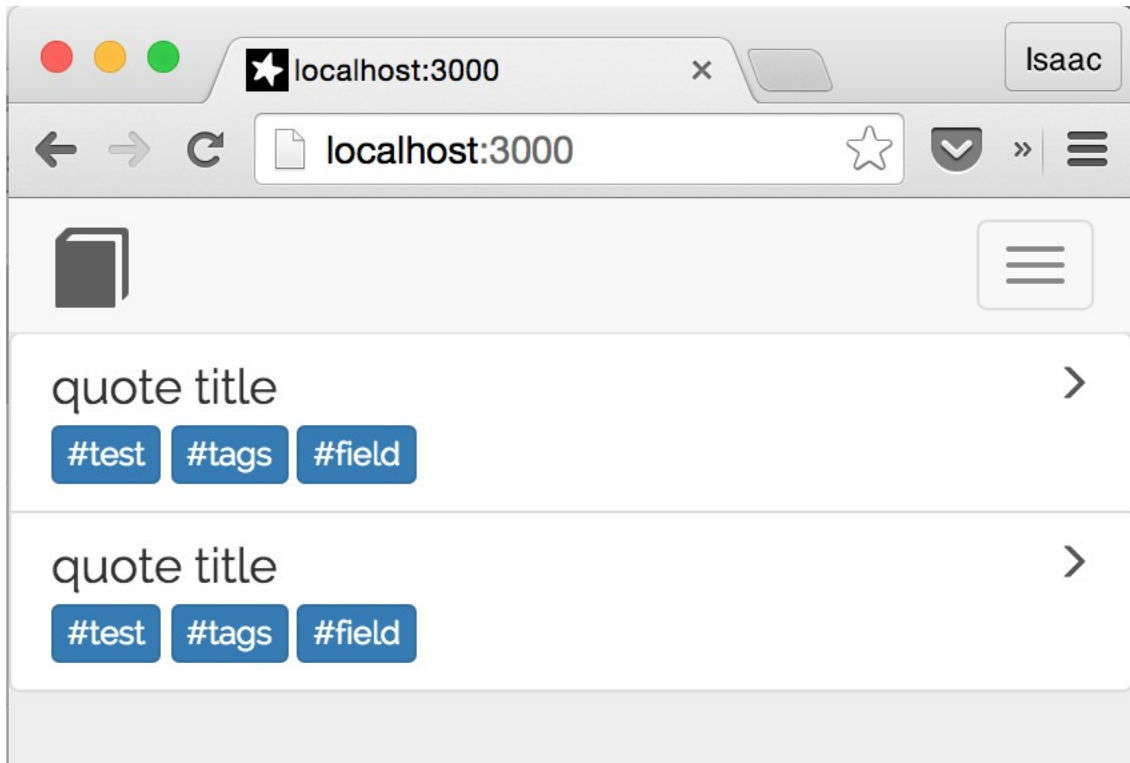 localhost:3000
Isaac
localhost:3000
quote title
#test #tags #field
quote title
#test #tags #field